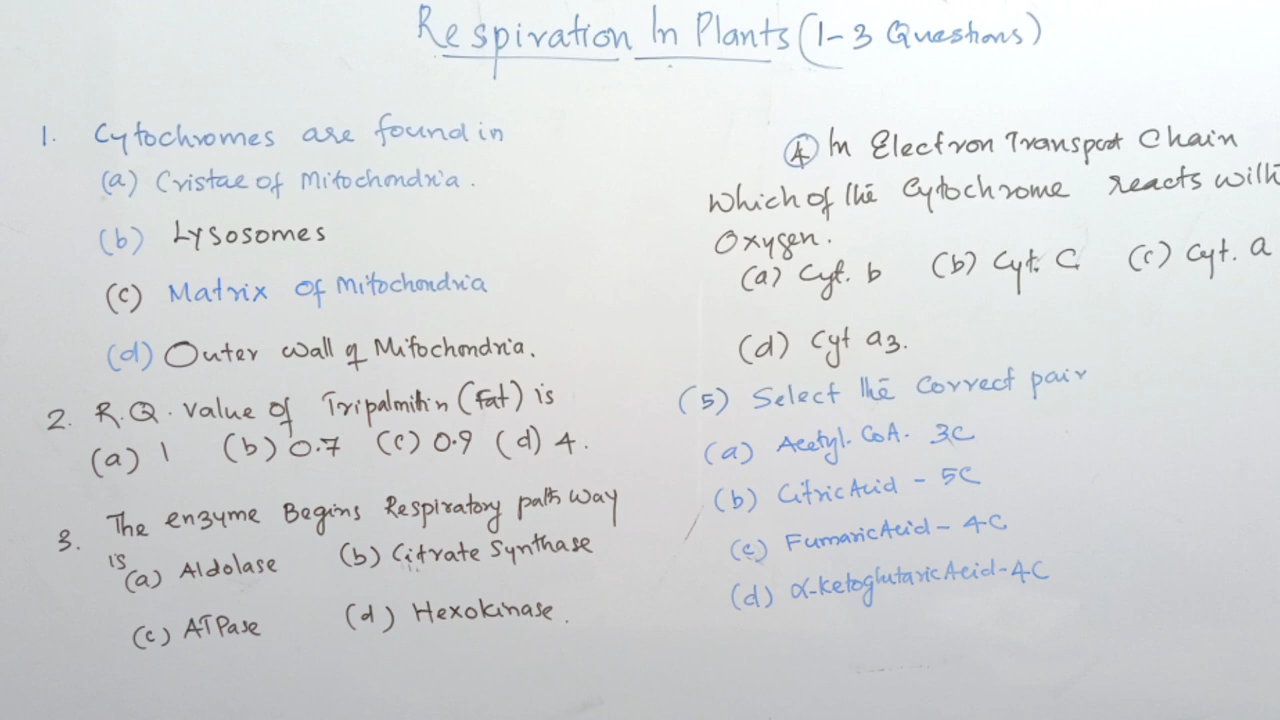 Respiration In Plants (1-3 Questions)
1. Cytochromes are found in
(a) Cristae of Mitochondria.
(b) Lysosomes
(c) Matrix of Mitochondria
(d) Outer wall of Mitochondria.
2. R.Q. value of Tripalmitin (Fat) is
(a) 1 (b) 0.7 (c) 0.9 (d) 4.
3. The enzyme Begins Respiratory pathway
is
(a) Aldolase (b) Citrate Synthase
(c) ATPase (d) Hexokinase.
4 In Electron Transport Chain
Which of the Cytochrome reacts with
Oxygen.
(a) Cyt. b (b) Cyt. C (c) Cyt. a
(d) Cyt a3.
(5) Select the Correct pair
(a) Acetyl. CoA. 3C
(b) Citric Acid - 5C
(c) Fumaric Acid - 4C
(d) α-Ketoglutaric Acid-4C